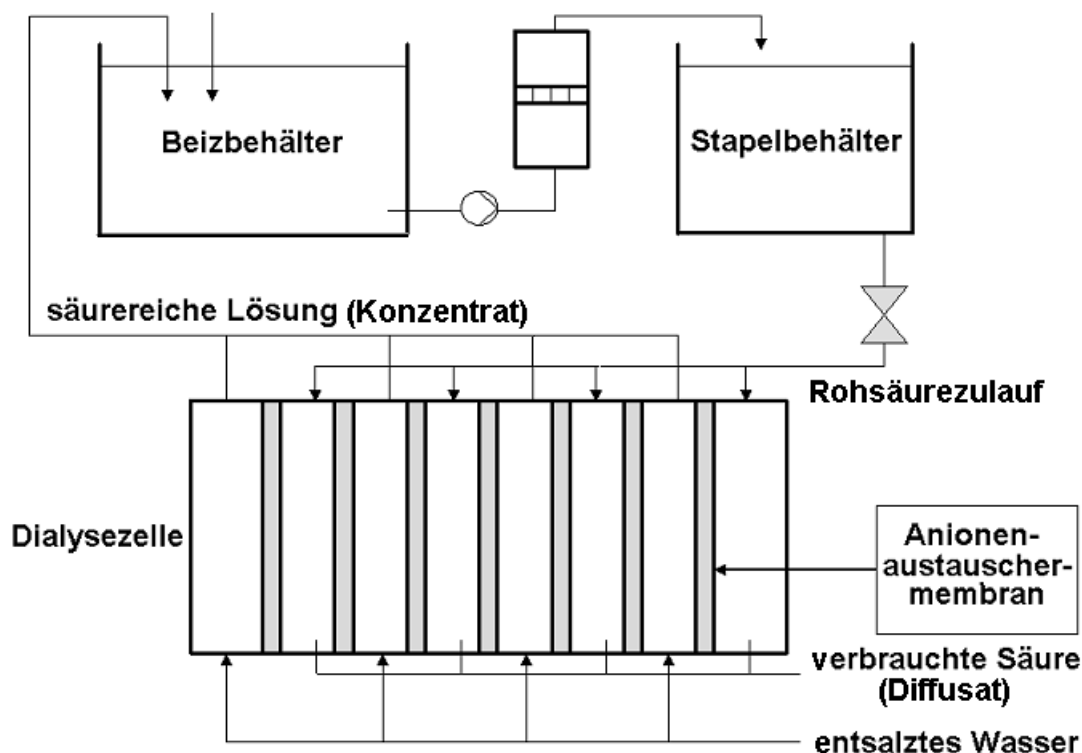 Beizbehälter
Stapelbehälter
säurereiche Lösung (Konzentrat)
Rohsäurezulauf
Dialysezelle
Anionen-
austauscher-
membran
verbrauchte Säure
(Diffusat)
entsalztes Wasser